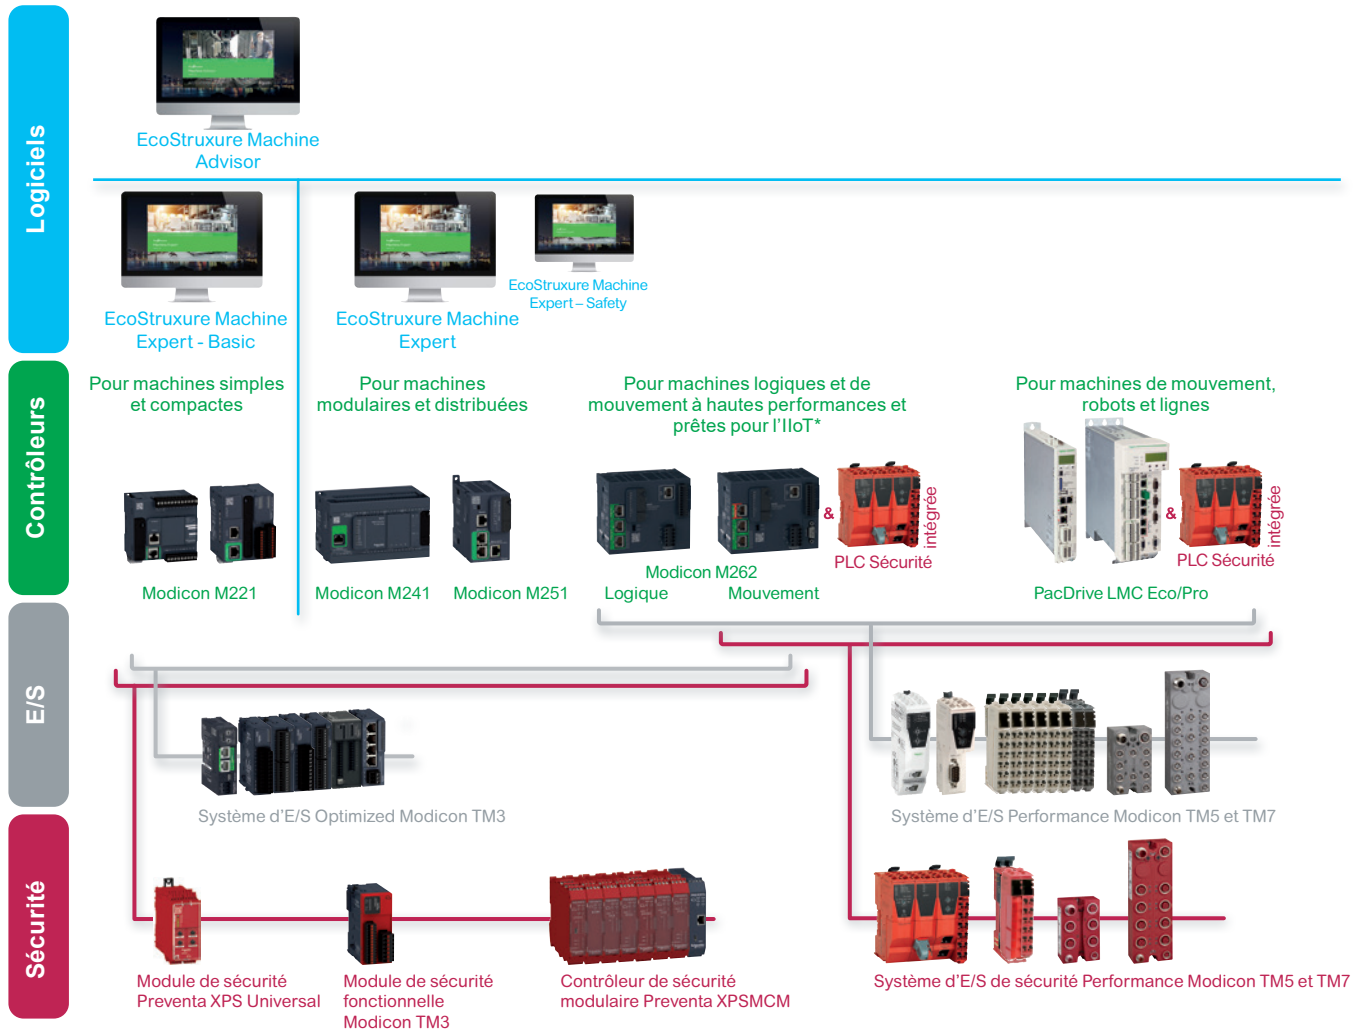 Logiciels
EcoStruxure Machine
Advisor
EcoStruxure Machine
Expert - Basic
EcoStruxure Machine
Expert
EcoStruxure Machine
Expert – Safety
Contrôleurs
Pour machines simples
et compactes
Pour machines
modulaires et distribuées
Pour machines logiques et de
mouvement à hautes performances et
prêtes pour l'IIoT*
Pour machines de mouvement,
robots et lignes
Modicon M221
Modicon M241
Modicon M251
Modicon M262
Logique
Mouvement
&
PLC Sécurité
intégrée
PacDrive LMC Eco/Pro
&
PLC Sécurité
intégrée
E/S
Système d'E/S Optimized Modicon TM3
Système d'E/S Performance Modicon TM5 et TM7
Sécurité
Module de sécurité
Preventa XPS Universal
Module de sécurité
fonctionnelle
Modicon TM3
Contrôleur de sécurité
modulaire Preventa XPSMCM
Système d'E/S de sécurité Performance Modicon TM5 et TM7